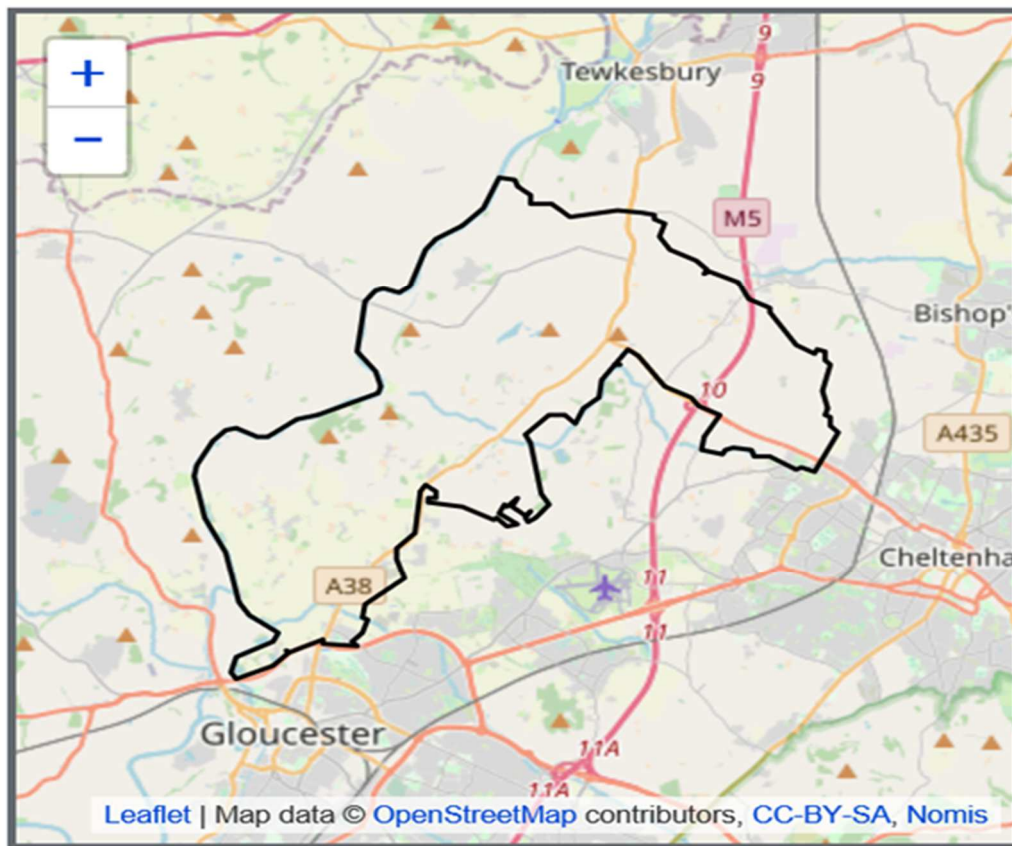 +
−
9
9
Tewkesbury
M5
Bishop'
10
A435
Cheltenha
11
A38
11
Gloucester
11A
11A
Leaflet | Map data © OpenStreetMap contributors, CC-BY-SA, Nomis